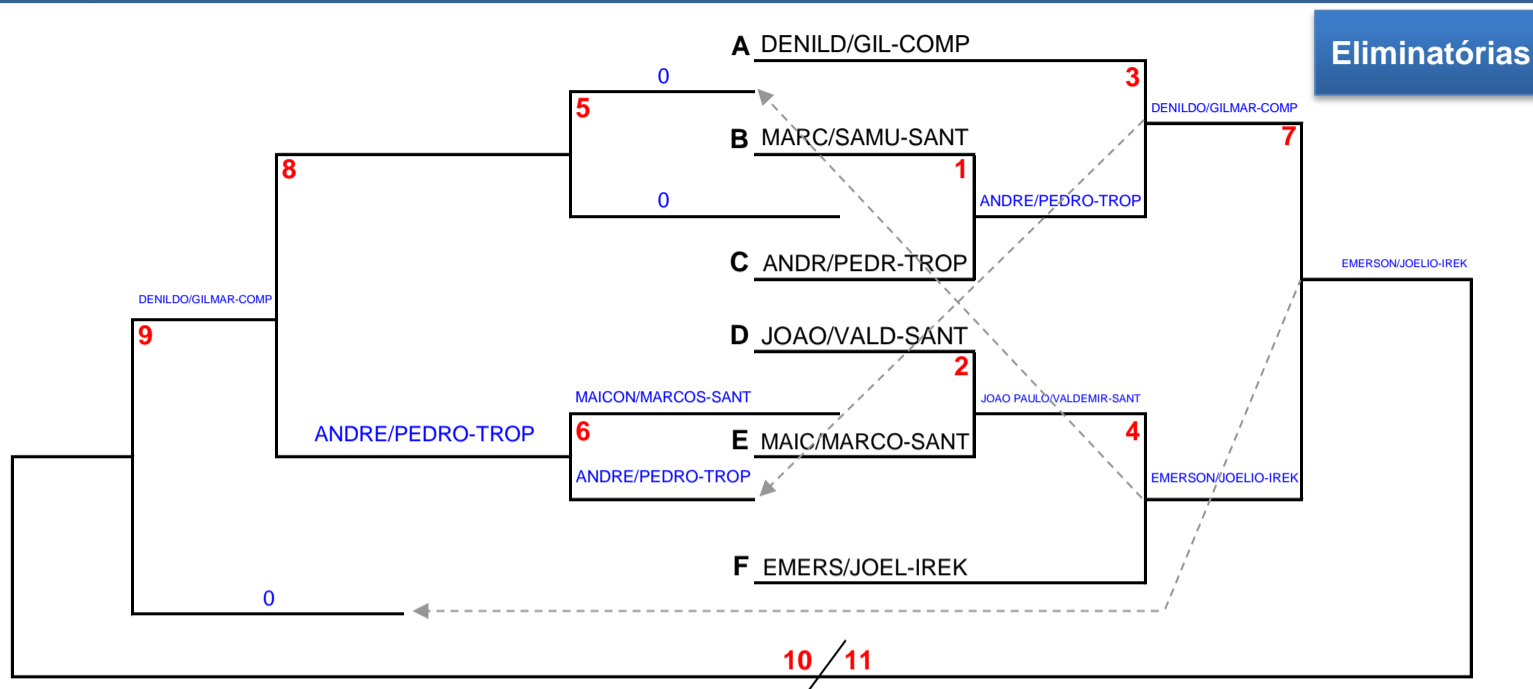 A DENILD/GIL-COMP
Eliminatórias
0
3
5
DENILDO/GILMAR-COMP
B MARC/SAMU-SANT
7
8
1
0
ANDRE/PEDRO-TROP
C ANDR/PEDR-TROP
EMERSON/JOELIO-IREK
DENILDO/GILMAR-COMP
9
D JOAO/VALD-SANT
2
MAICON/MARCOS-SANT
JOAO PAULO/VALDEMIR-SANT
ANDRE/PEDRO-TROP
6
E MAIC/MARCO-SANT
4
ANDRE/PEDRO-TROP
EMERSON/JOELIO-IREK
F EMERS/JOEL-IREK
0
10 / 11